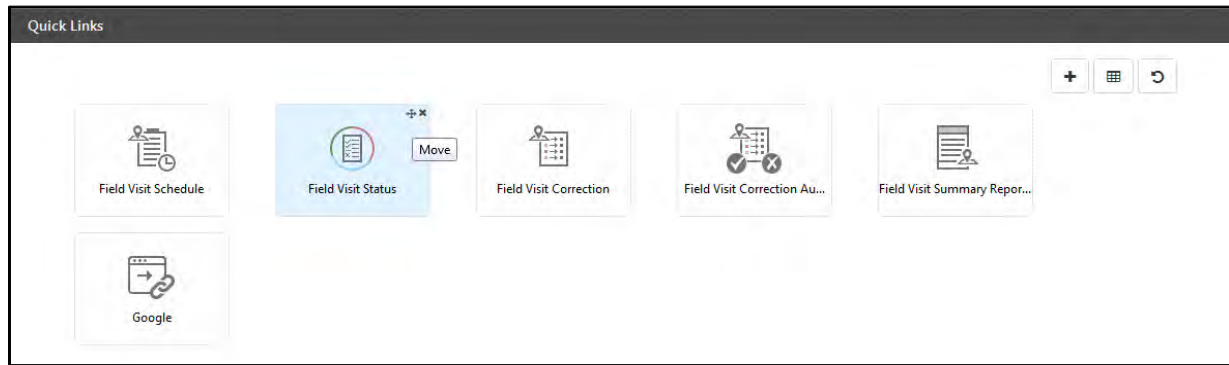 Quick Links
Move
Field Visit Schedule
Field Visit Status
Field Visit Correction
Field Visit Correction Au...
Field Visit Summary Repor...
Google